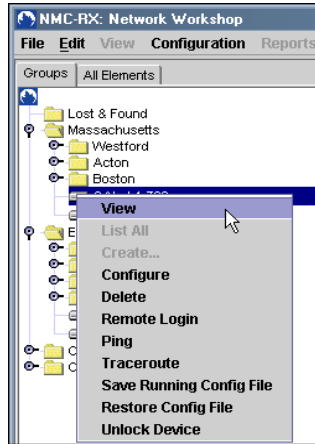 NMC-RX: Network Workshop
File Edit View Configuration Reports
Groups All Elements
Lost & Found
Massachusetts
Westford
Acton
Boston
View
List All
Create...
Configure
Delete
Remote Login
Ping
Traceroute
Save Running Config File
Restore Config File
Unlock Device